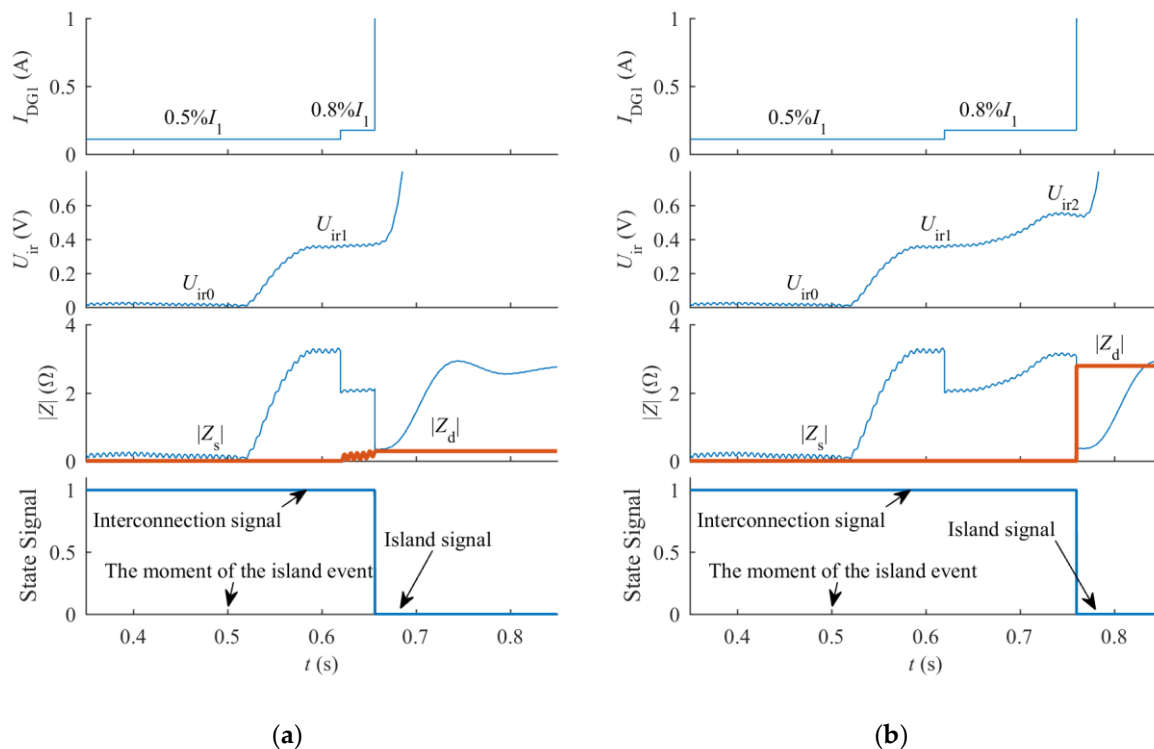 1
I_DG1 (A)
0.5
0.5%I_1
0.8%I_1
0
0.6
U_ir (V)
0.4
U_ir1
0.2
U_ir0
0
4
|Z| (Ω)
2
|Z_s|
|Z_d|
0
1
State Signal
Interconnection signal
0.5
Island signal
The moment of the island event
0
0.4 0.5 0.6 0.7 0.8
t (s)
(a)
1
I_DG1 (A)
0.5
0.5%I_1
0.8%I_1
0
0.6
U_ir (V)
U_ir2
0.4
U_ir1
0.2
U_ir0
0
4
|Z| (Ω)
|Z_d|
2
|Z_s|
0
1
State Signal
Interconnection signal
0.5
Island signal
The moment of the island event
0
0.4 0.5 0.6 0.7 0.8
t (s)
(b)